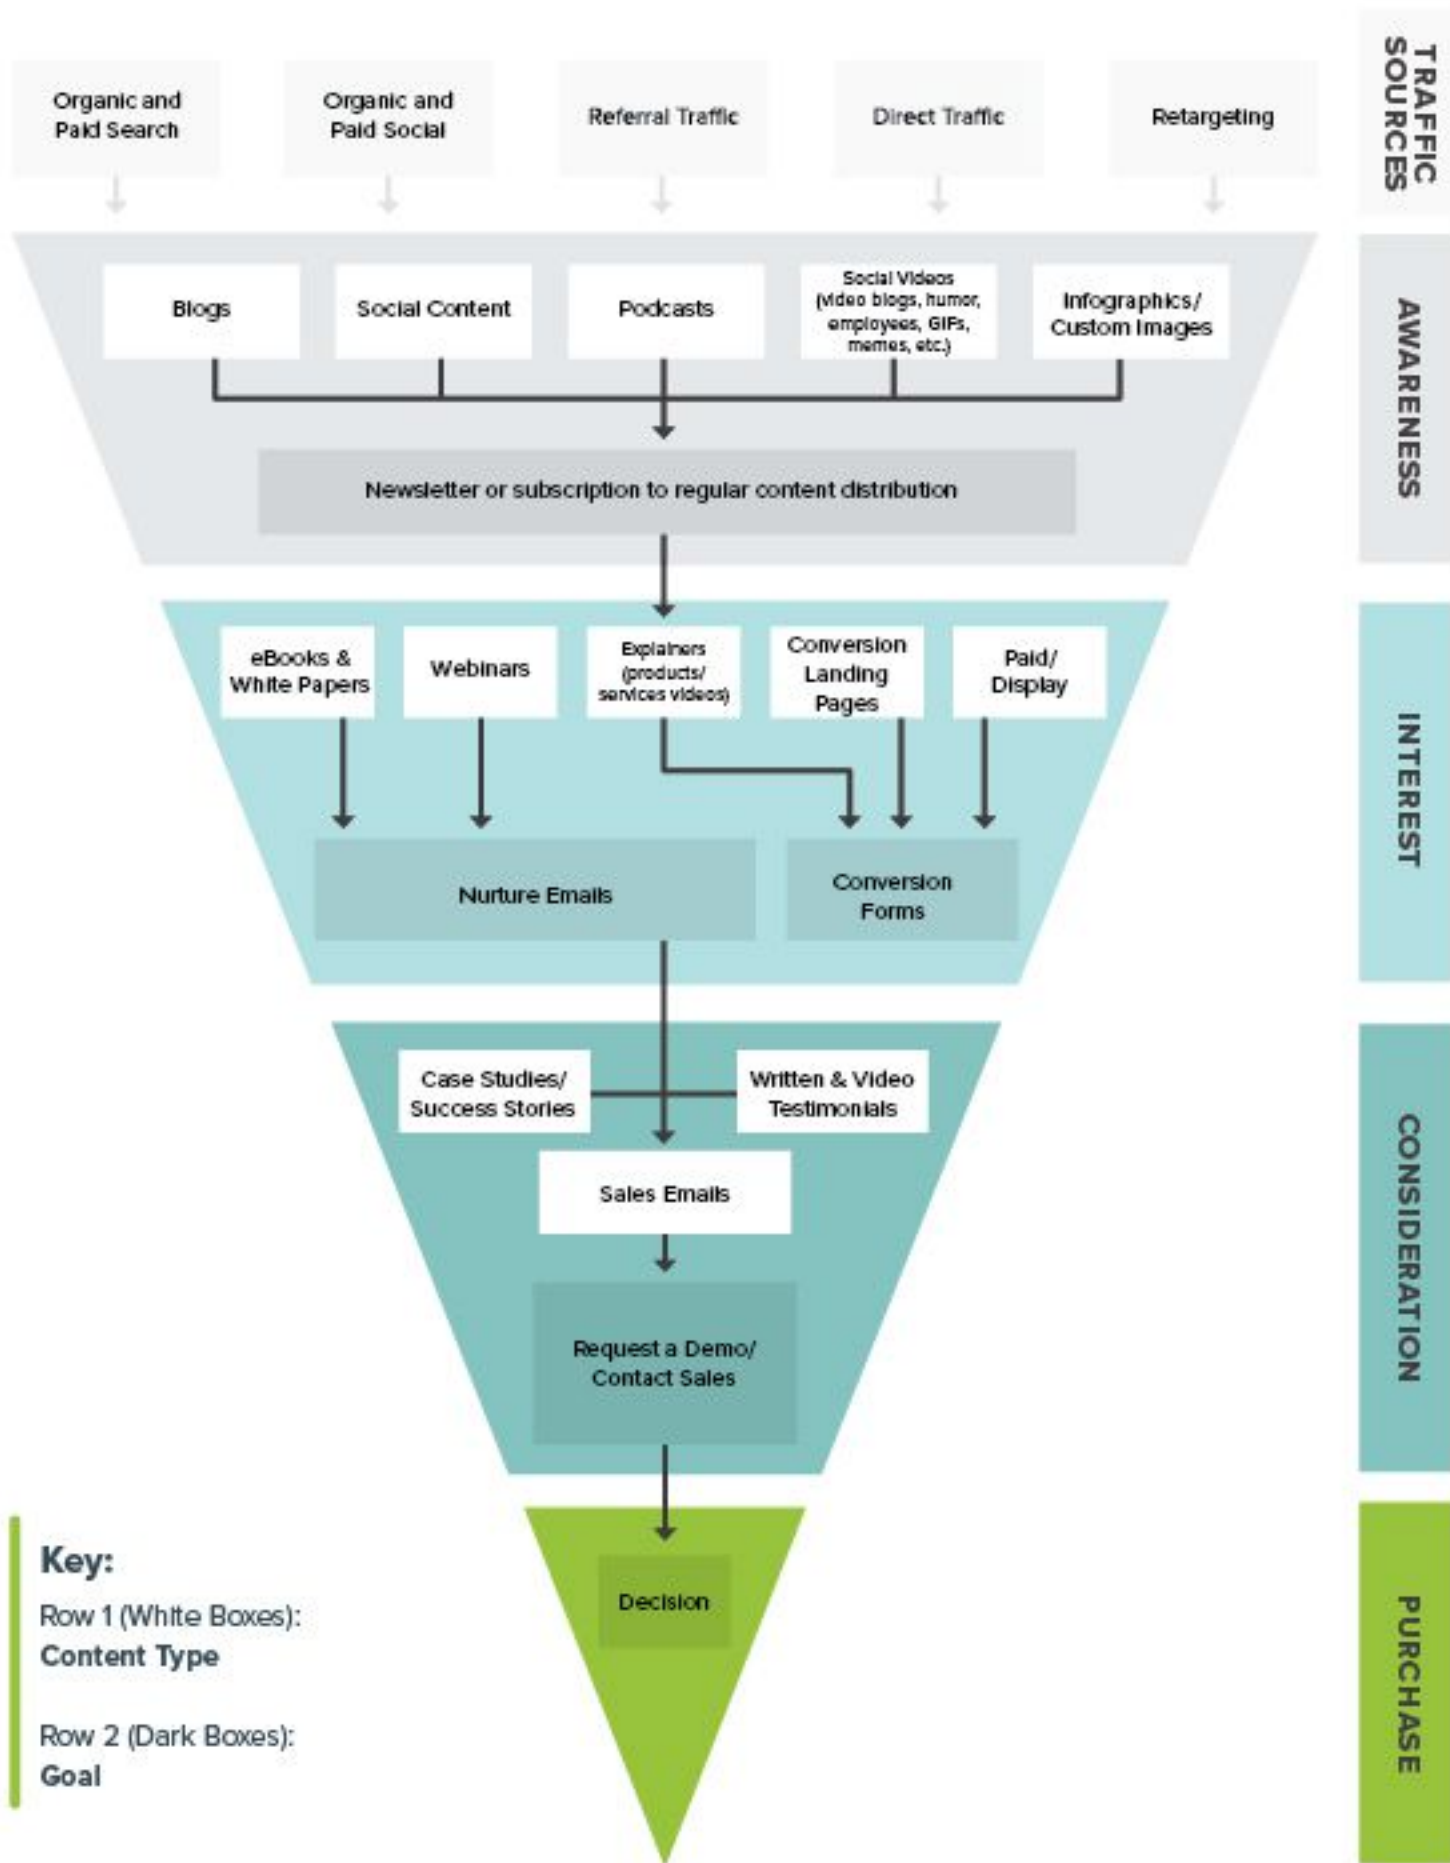 TRAFFIC
SOURCES
Organic and
Paid Search
Organic and
Paid Social
Referral Traffic
Direct Traffic
Retargeting
AWARENESS
Blogs
Social Content
Podcasts
Social Videos
(video blogs, humor,
employees, GIFs,
memes, etc.)
Infographics/
Custom Images
Newsletter or subscription to regular content distribution
INTEREST
eBooks &
White Papers
Webinars
Explainers
(products/
services videos)
Conversion
Landing
Pages
Paid/
Display
Nurture Emails
Conversion
Forms
CONSIDERATION
Case Studies/
Success Stories
Written & Video
Testimonials
Sales Emails
Request a Demo/
Contact Sales
PURCHASE
Decision
Key:
Row 1 (White Boxes):
Content Type
Row 2 (Dark Boxes):
Goal